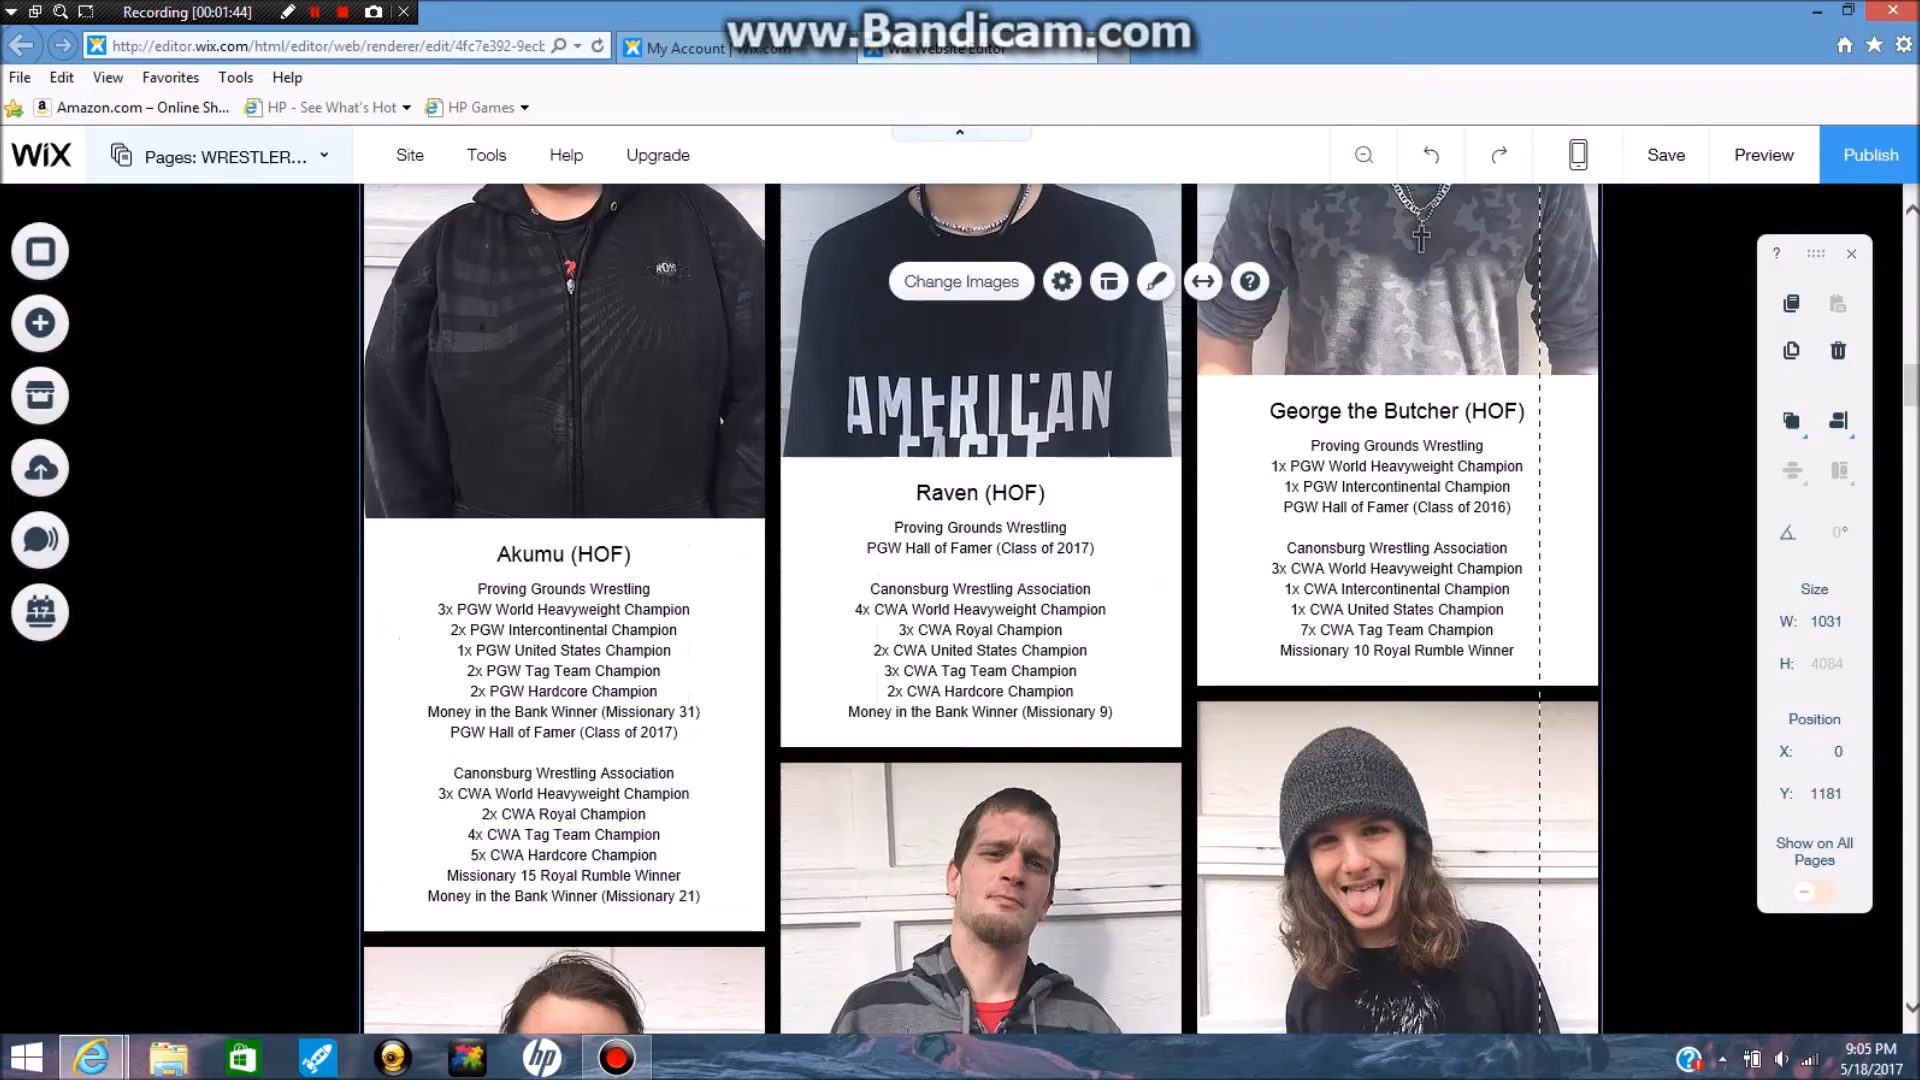 Recording [00:01:44]
www.Bandicam.com
http://editor.wix.com/html/editor/web/renderer/edit/4fc7e392-9ecb
My Account | Wix.com
Wix Website Editor
File Edit View Favorites Tools Help
Amazon.com – Online Sh...
HP - See What's Hot
HP Games
WiX
Pages: WRESTLER...
Site
Tools
Help
Upgrade
Save
Preview
Publish
Change Images
?
AMERICAN
EAGLE
Akumu (HOF)
Proving Grounds Wrestling
3x PGW World Heavyweight Champion
2x PGW Intercontinental Champion
1x PGW United States Champion
2x PGW Tag Team Champion
2x PGW Hardcore Champion
Money in the Bank Winner (Missionary 31)
PGW Hall of Famer (Class of 2017)
Canonsburg Wrestling Association
3x CWA World Heavyweight Champion
2x CWA Royal Champion
4x CWA Tag Team Champion
5x CWA Hardcore Champion
Missionary 15 Royal Rumble Winner
Money in the Bank Winner (Missionary 21)
Raven (HOF)
Proving Grounds Wrestling
PGW Hall of Famer (Class of 2017)
Canonsburg Wrestling Association
4x CWA World Heavyweight Champion
3x CWA Royal Champion
2x CWA United States Champion
3x CWA Tag Team Champion
2x CWA Hardcore Champion
Money in the Bank Winner (Missionary 9)
George the Butcher (HOF)
Proving Grounds Wrestling
1x PGW World Heavyweight Champion
1x PGW Intercontinental Champion
PGW Hall of Famer (Class of 2016)
Canonsburg Wrestling Association
3x CWA World Heavyweight Champion
1x CWA Intercontinental Champion
1x CWA United States Champion
7x CWA Tag Team Champion
Missionary 10 Royal Rumble Winner
?
0°
Size
W: 1031
H: 4084
Position
X: 0
Y: 1181
Show on All
Pages
17
hp
9:05 PM
5/18/2017